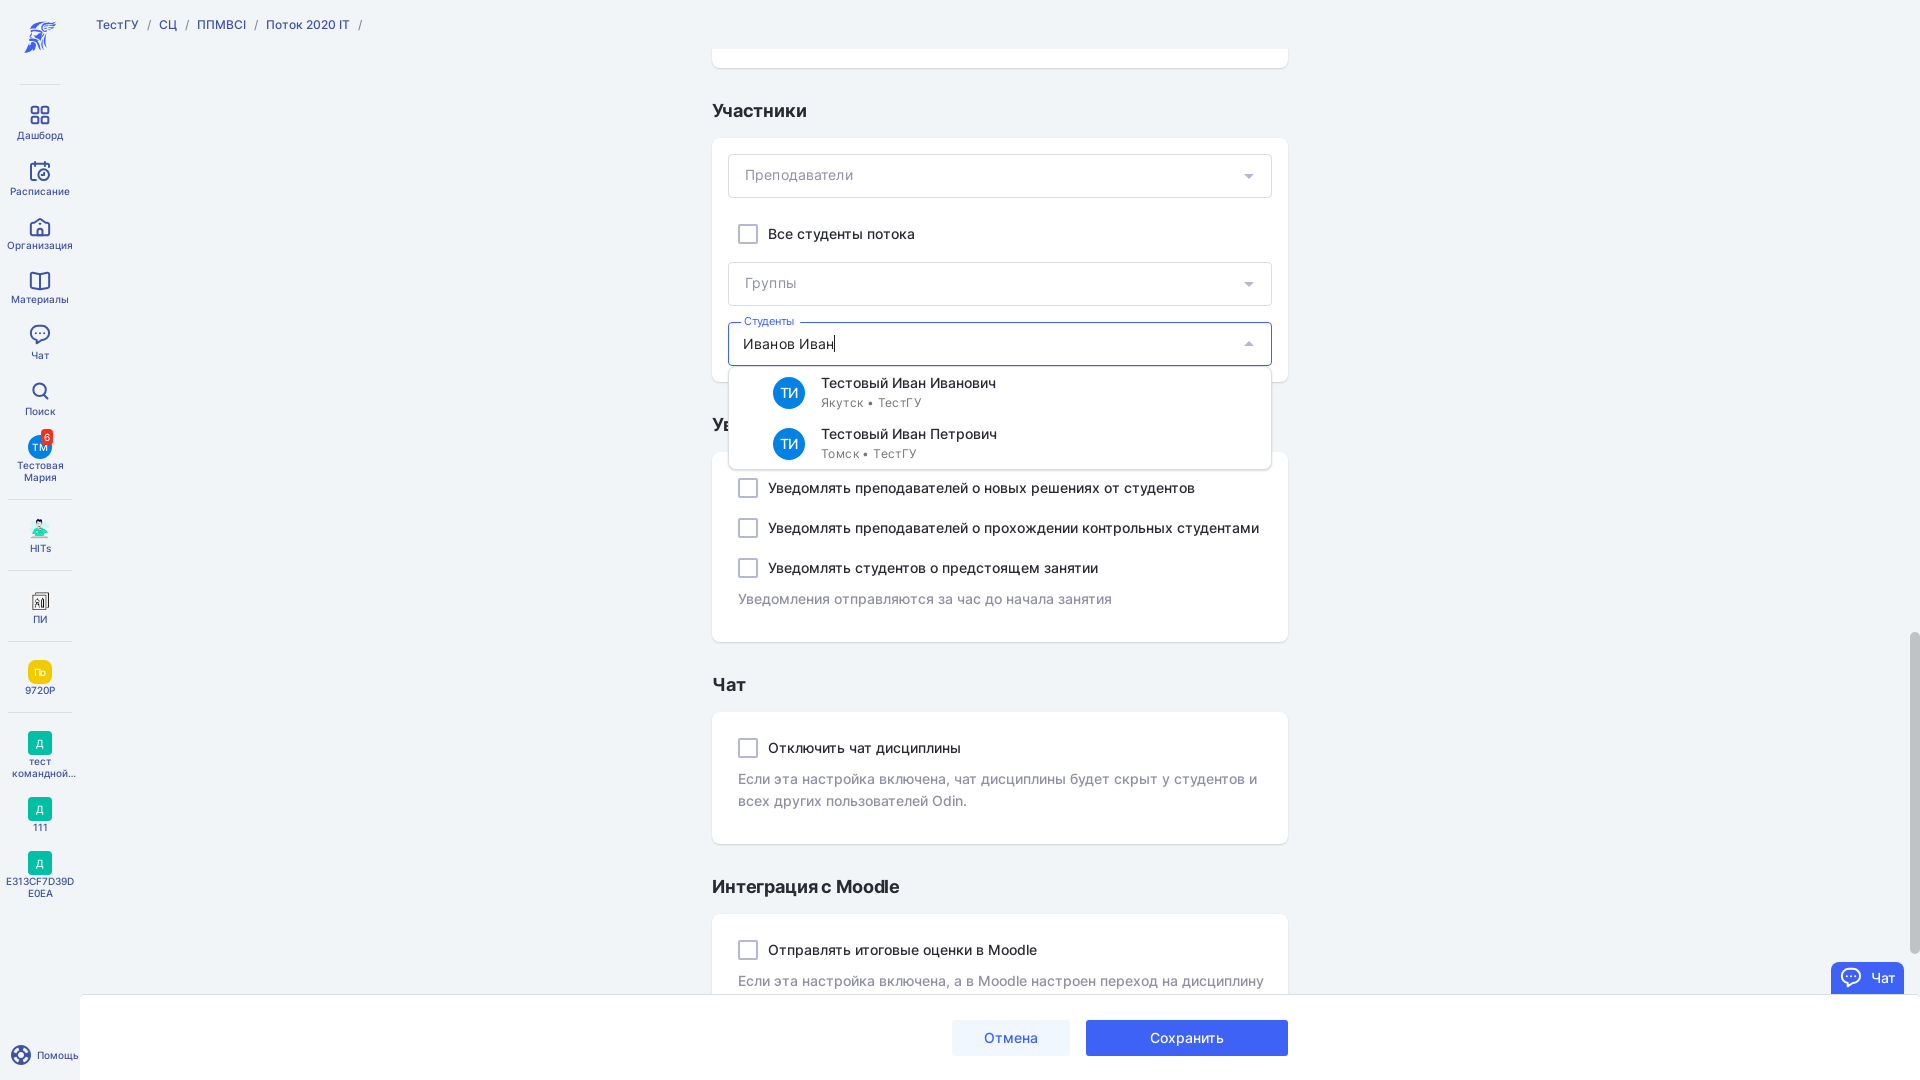 ТестГУ / СЦ / ППМВСІ / Поток 2020 IT /
Дашборд
Расписание
Организация
Материалы
Чат
Поиск
ТМ
6
Тестовая
Мария
HITs
ПИ
Пb
9720P
Д
тест
командной...
Д
111
Д
E313CF7D39D
E0EA
Помощь
Участники
Преподаватели
Все студенты потока
Группы
Студенты
Иванов Иван
ТИ
Тестовый Иван Иванович
Якутск • ТестГУ
ТИ
Тестовый Иван Петрович
Томск • ТестГУ
Ув
Уведомлять преподавателей о новых решениях от студентов
Уведомлять преподавателей о прохождении контрольных студентами
Уведомлять студентов о предстоящем занятии
Уведомления отправляются за час до начала занятия
Чат
Отключить чат дисциплины
Если эта настройка включена, чат дисциплины будет скрыт у студентов и
всех других пользователей Odin.
Интеграция с Moodle
Отправлять итоговые оценки в Moodle
Если эта настройка включена, а в Moodle настроен переход на дисциплину
Чат
Отмена
Сохранить